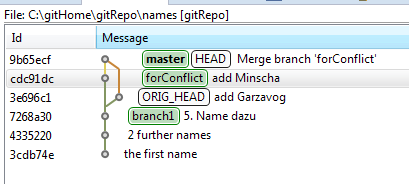 File: C:\gitHome\gitRepo\names [gitRepo]
Id Message
9b65ecf master HEAD Merge branch 'forConflict'
cdc91dc forConflict add Minscha
3e696c1 ORIG_HEAD add Garzavog
7268a30 branch1 5. Name dazu
4335220 2 further names
3cdb74e the first name